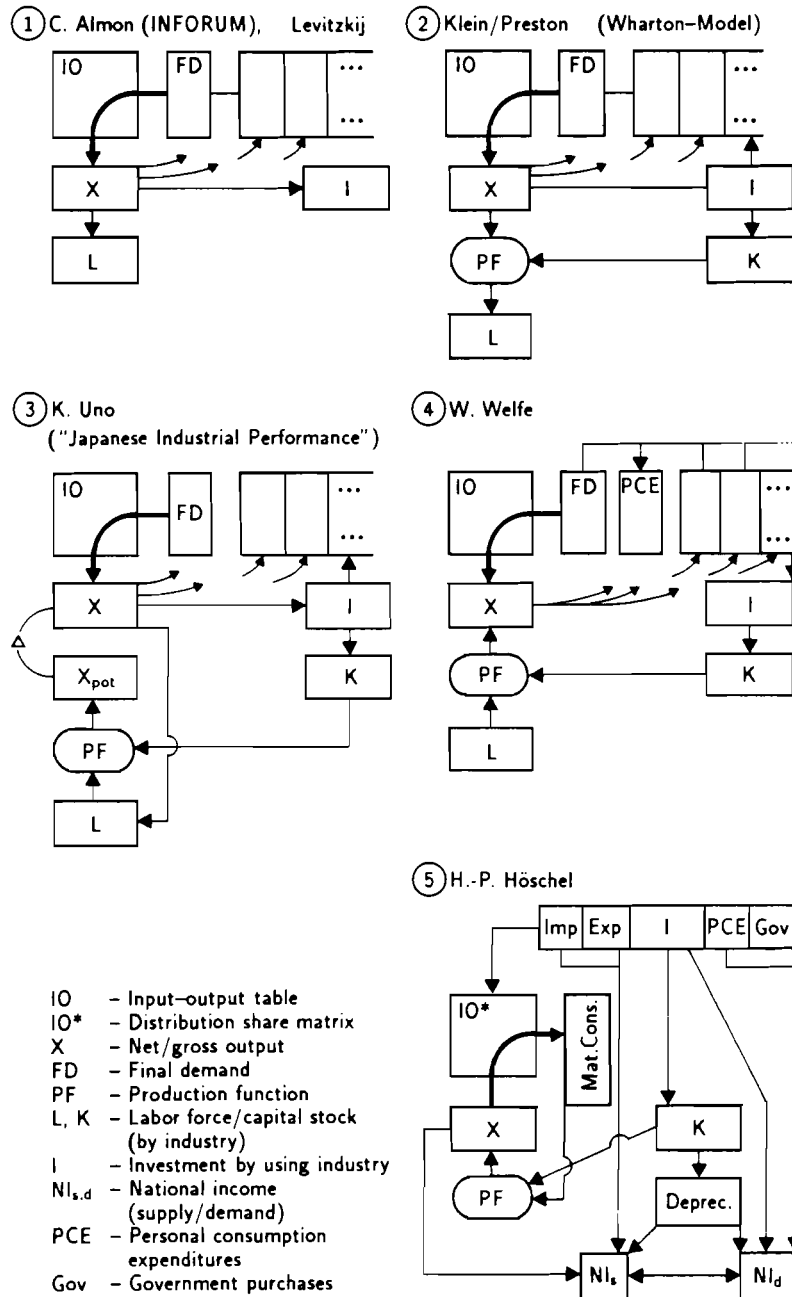 1 C. Almon (INFORUM), Levitzkij
IO
FD
...
...
X
I
L
2 Klein/Preston (Wharton-Model)
IO
FD
...
...
X
I
PF
K
L
3 K. Uno
("Japanese Industrial Performance")
IO
FD
...
...
X
I
Δ
Xpot
K
PF
L
4 W. Welfe
IO
FD
PCE
...
...
X
I
PF
K
L
5 H.-P. Höschel
Imp Exp I PCE Gov
IO*
Mat.Cons.
X
K
PF
Deprec.
NIs
NId
IO – Input–output table
IO* – Distribution share matrix
X – Net/gross output
FD – Final demand
PF – Production function
L, K – Labor force/capital stock
(by industry)
I – Investment by using industry
NIs,d – National income
(supply/demand)
PCE – Personal consumption
expenditures
Gov – Government purchases